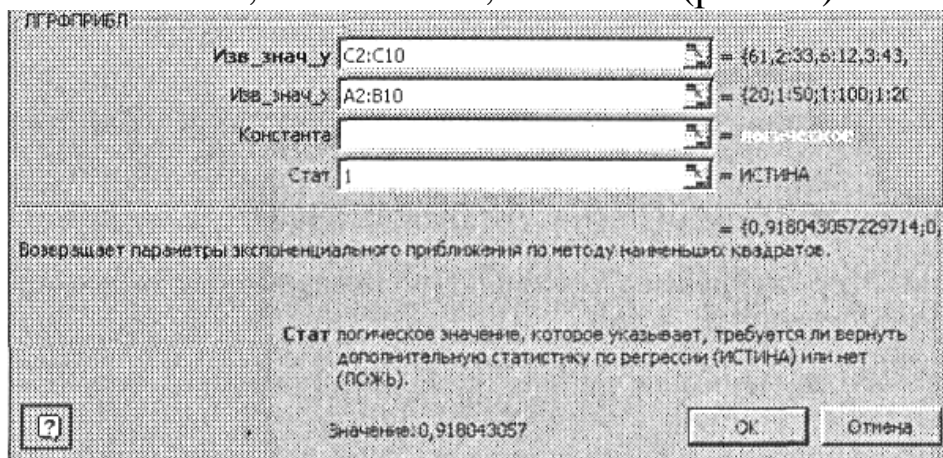 ЛГРФПРИБЛ
Изв_знач_y C2:C10 = {61,2:33,6:12,3:43,
Изв_знач_x A2:B10 = {20;1:50;1:100;1:20
Константа = логическое
Стат 1 = ИСТИНА
= {0,918043057229714;0,
Возвращает параметры экспоненциального приближения по методу наименьших квадратов.
Стат логическое значение, которое указывает, требуется ли вернуть
дополнительную статистику по регрессии (ИСТИНА) или нет
(ЛОЖЬ).
Значение:0,918043057 ОК Отмена